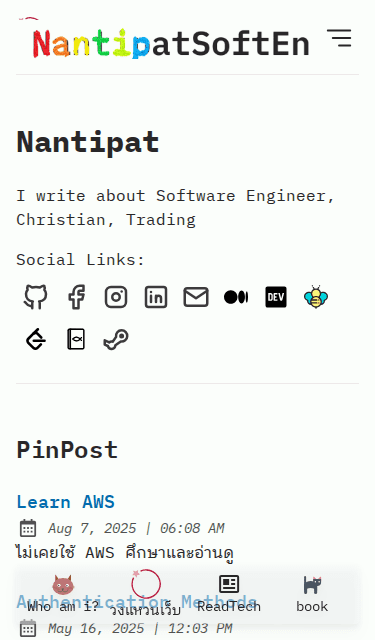 NantipatSoftEn
Nantipat
I write about Software Engineer,
Christian, Trading
Social Links:
DEV
PinPost
Learn AWS
Aug 7, 2025 | 06:08 AM
ไม่เคยใช้ AWS ศึกษาและอ่านดู
Authentication Methods
Who am i? วงแหวนเว็บ ReadTech book
May 16, 2025 | 12:03 PM